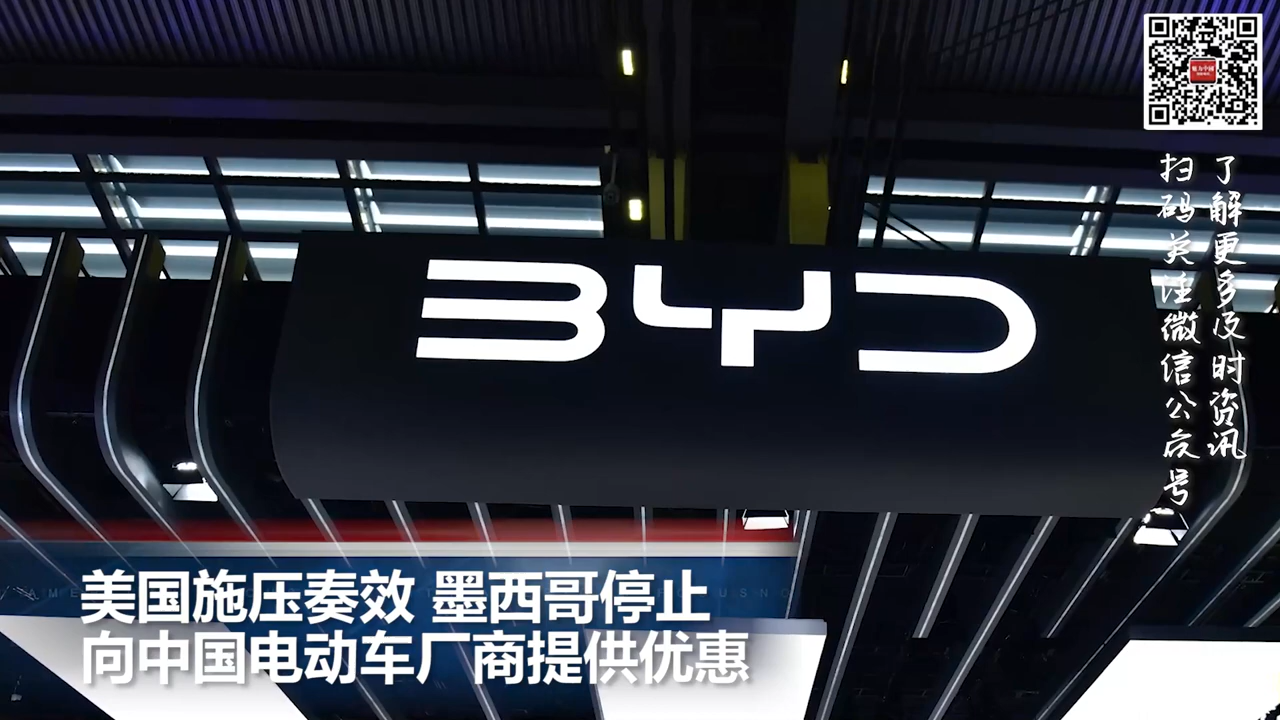 BYD
了解更多及时资讯
扫码关注微信公众号
美国施压奏效 墨西哥停止
向中国电动车厂商提供优惠